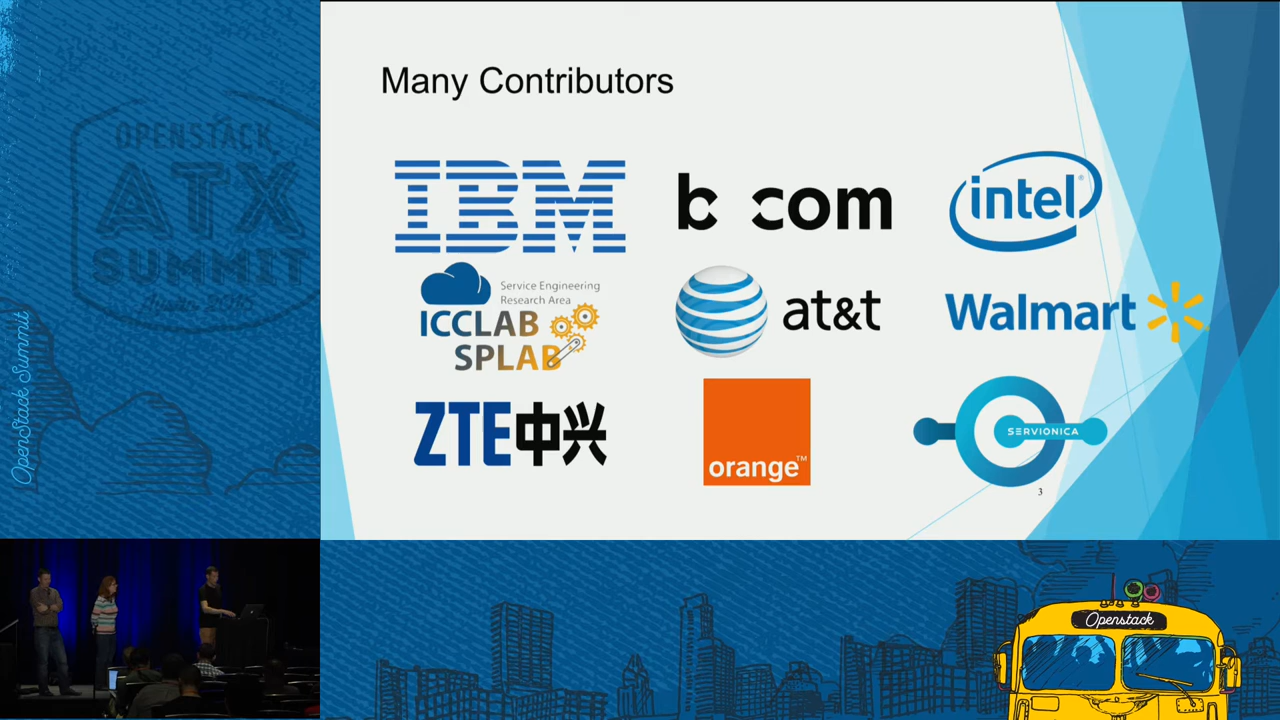 OPENSTACK
ATX
SUMMIT
OpenStack Summit
Many Contributors
IBM
b com
intel®
Service Engineering
Research Area
ICCLAB
SPLAB
at&t
Walmart
ZTE中兴
orange™
SERVIONICA
3
Openstack